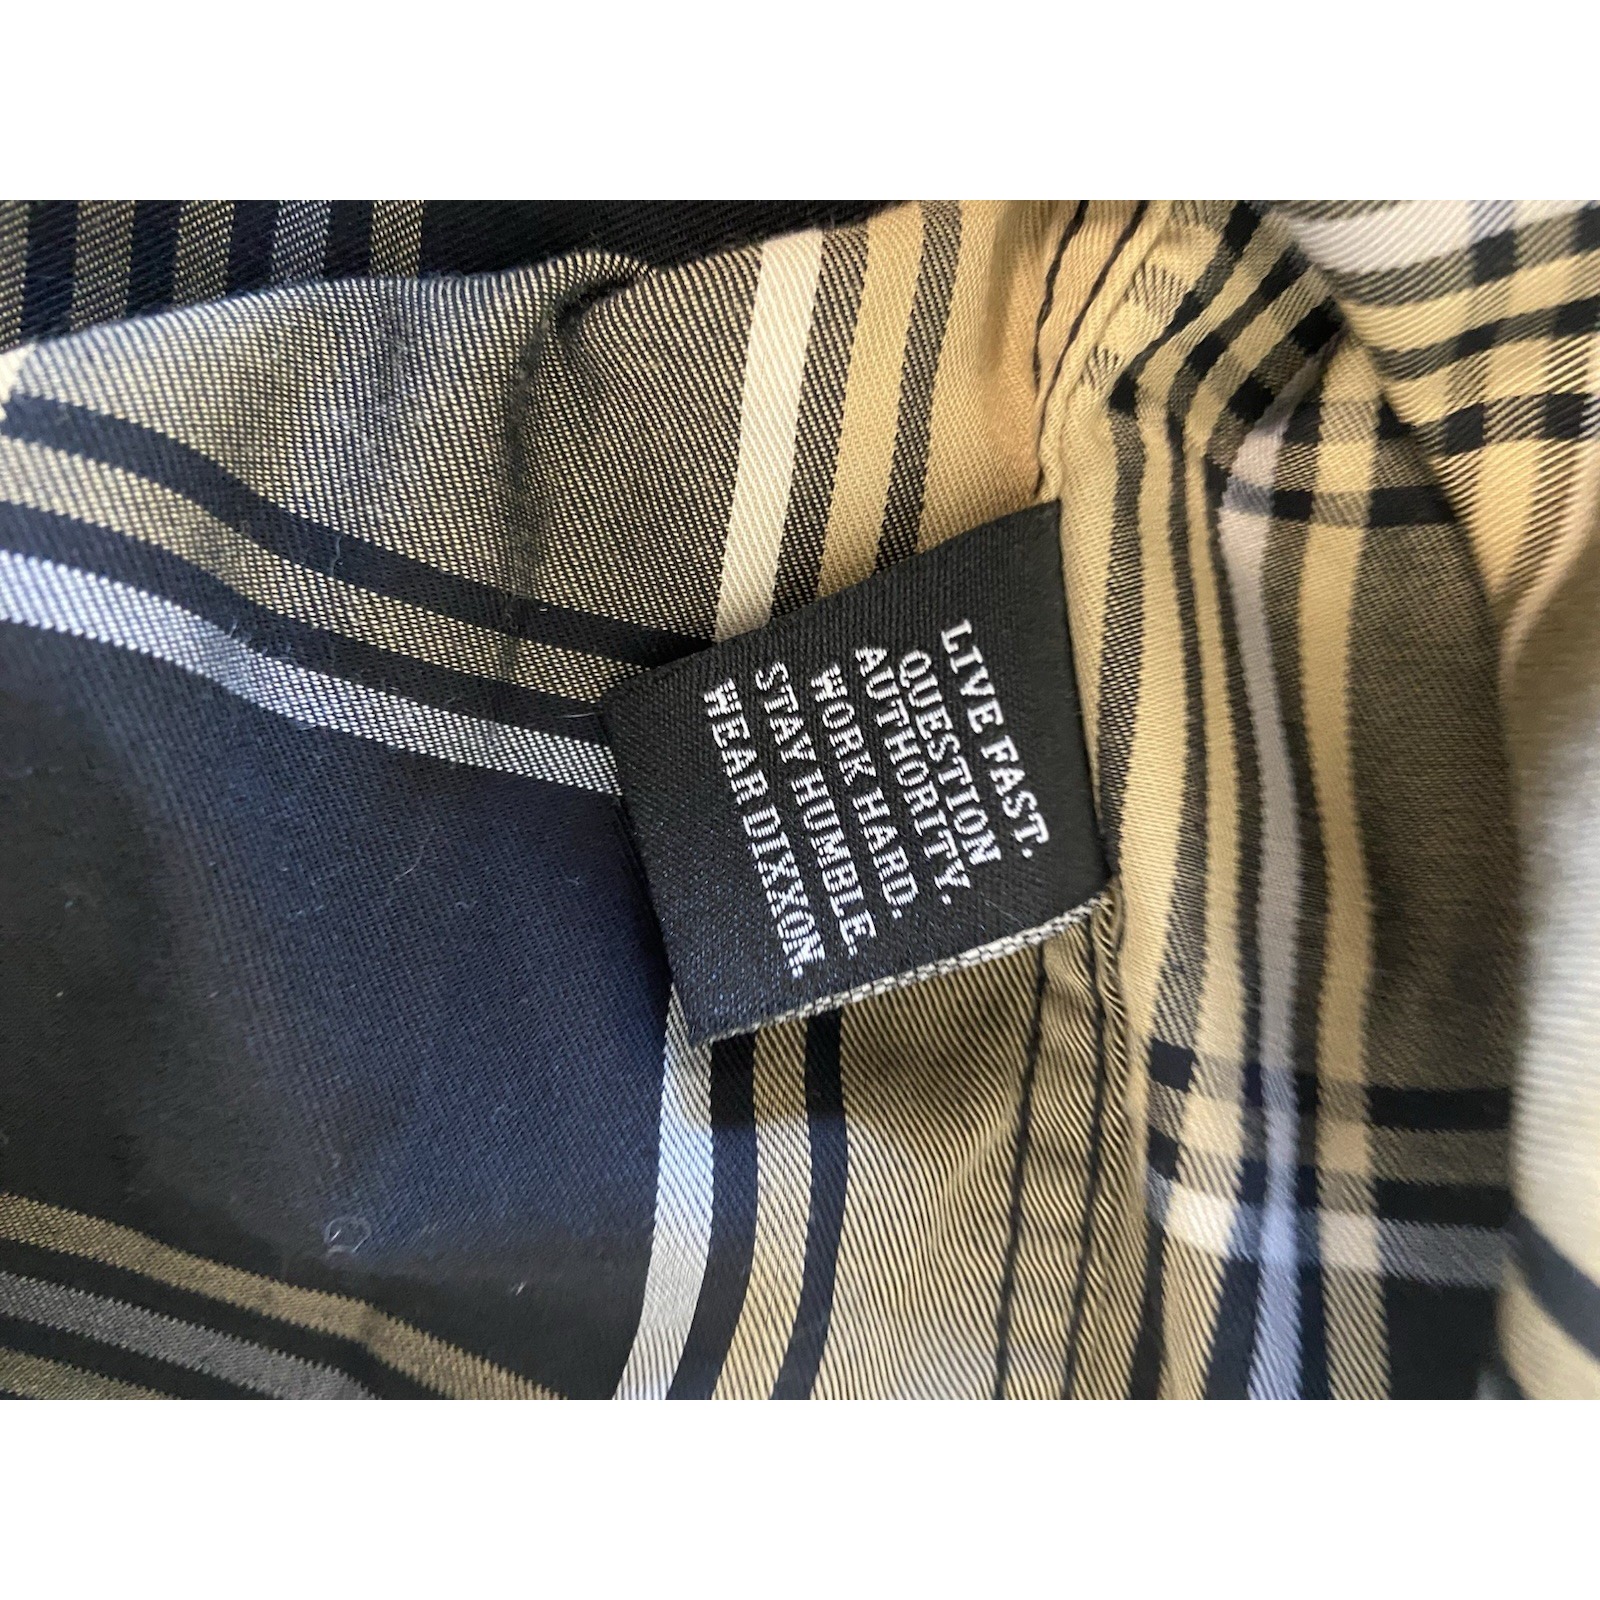 LIVE FAST.
QUESTION
AUTHORITY.
WORK HARD.
STAY HUMBLE.
WEAR DIXXON.